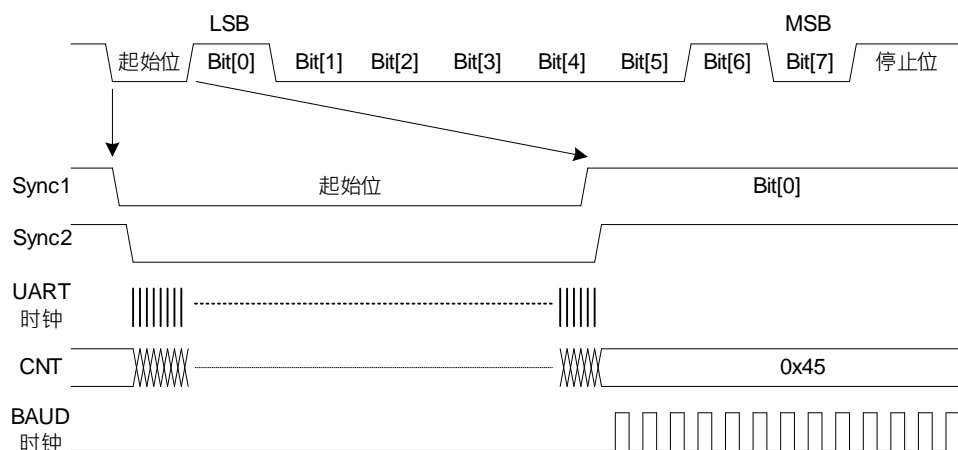 LSB MSB
起始位 Bit[0] Bit[1] Bit[2] Bit[3] Bit[4] Bit[5] Bit[6] Bit[7] 停止位
Sync1 起始位 Bit[0]
Sync2
UART
时钟
CNT 0x45
BAUD
时钟